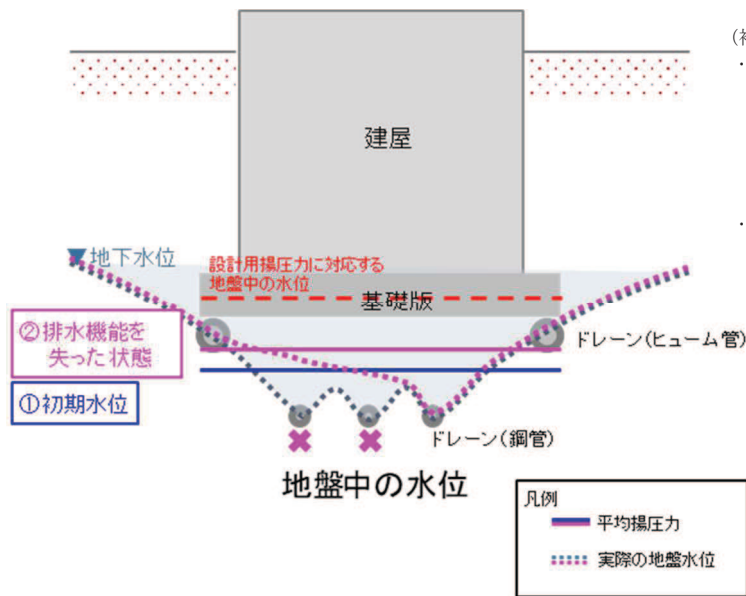 (補
・
建屋
・
▼地下水位
設計用揚圧力に対応する
地盤中の水位
基礎版
②排水機能を
失った状態
ドレーン(ヒューム管)
①初期水位
ドレーン(鋼管)
地盤中の水位
凡例
平均揚圧力
実際の地盤水位